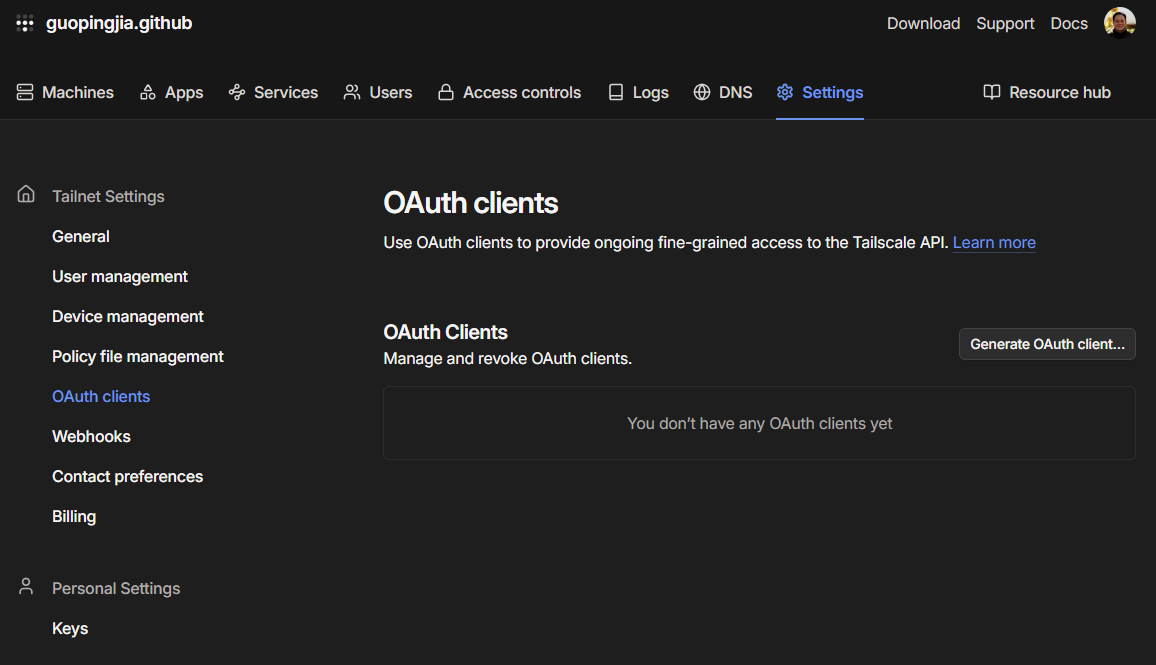 guopingjia.github
Download Support Docs
Machines Apps Services Users Access controls Logs DNS Settings Resource hub
Tailnet Settings
General
User management
Device management
Policy file management
OAuth clients
Webhooks
Contact preferences
Billing
Personal Settings
Keys
OAuth clients
Use OAuth clients to provide ongoing fine-grained access to the Tailscale API. Learn more
OAuth Clients
Manage and revoke OAuth clients.
Generate OAuth client...
You don’t have any OAuth clients yet